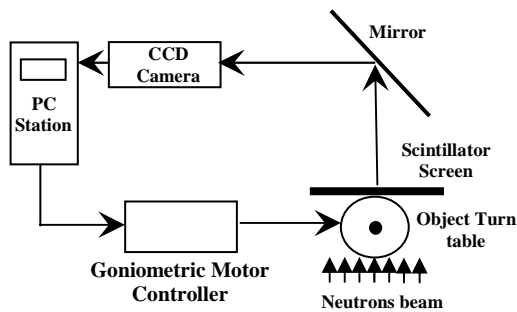 Mirror
CCD
Camera
PC
Station
Scintillator
Screen
Object Turn
table
Goniometric Motor
Controller
Neutrons beam